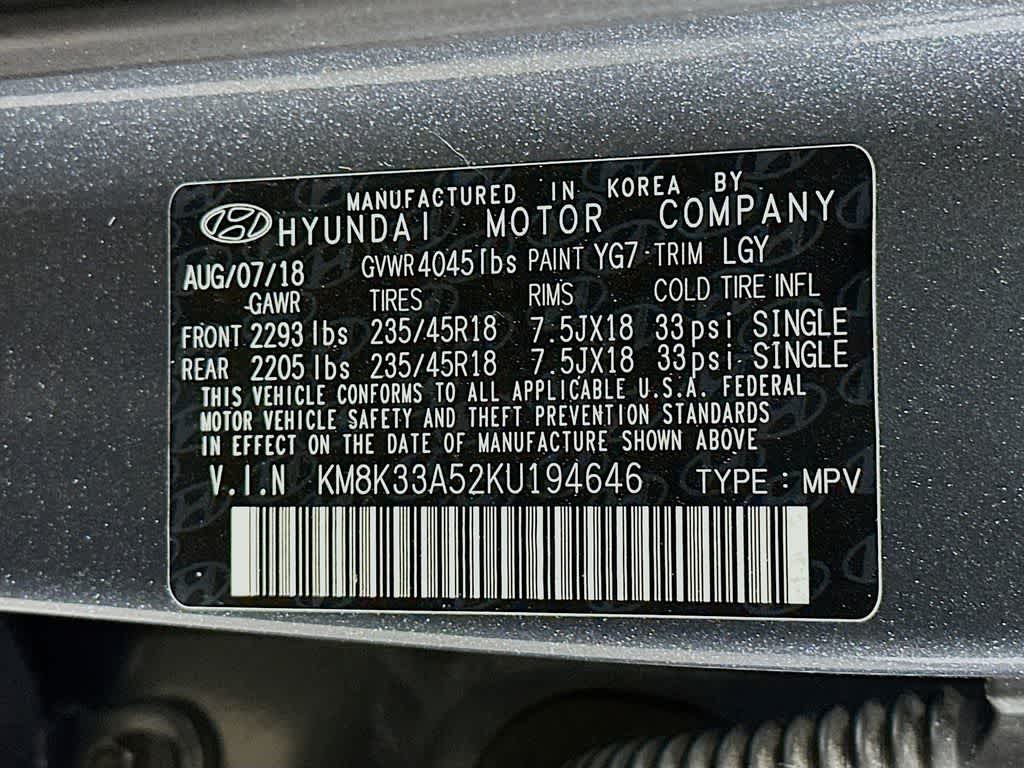 MANUFACTURED IN KOREA BY
HYUNDAI MOTOR COMPANY
AUG/07/18 GVWR 4045lbs PAINT YG7-TRIM LGY
-GAWR TIRES RIMS COLD TIRE INFL
FRONT 2293 lbs 235/45R18 7.5JX18 33psi SINGLE
REAR 2205 lbs 235/45R18 7.5JX18 33psi SINGLE
THIS VEHICLE CONFORMS TO ALL APPLICABLE U.S.A. FEDERAL
MOTOR VEHICLE SAFETY AND THEFT PREVENTION STANDARDS
IN EFFECT ON THE DATE OF MANUFACTURE SHOWN ABOVE
V.I.N KM8K33A52KU194646 TYPE : MPV